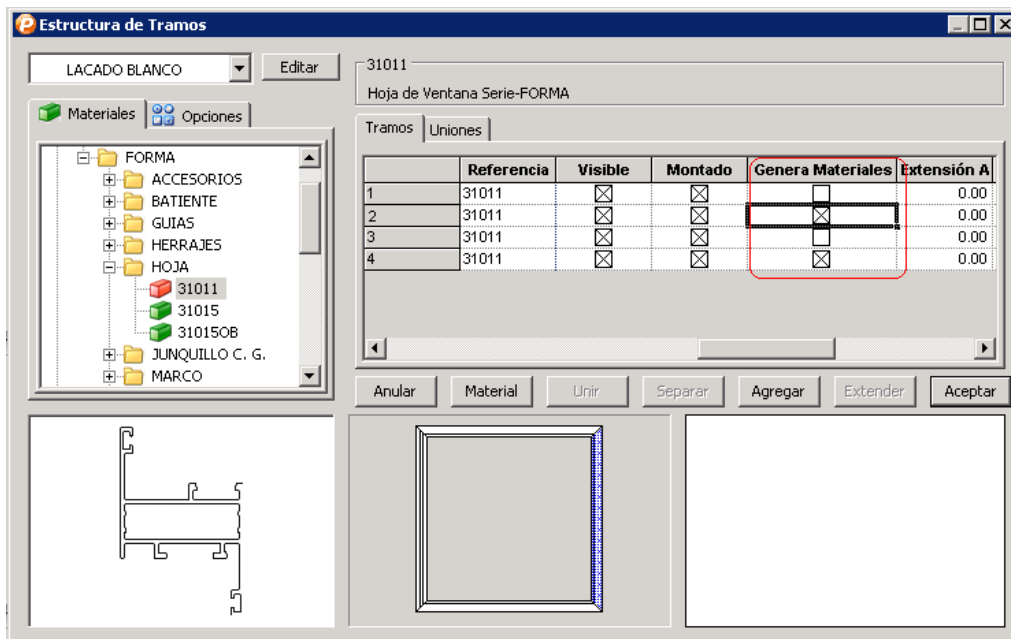 Estructura de Tramos
LACADO BLANCO
Editar
31011
Hoja de Ventana Serie-FORMA
Materiales
Opciones
Tramos
Uniones
FORMA
ACCESORIOS
BATIENTE
GUIAS
HERRAJES
HOJA
31011
31015
31015OB
JUNQUILLO C. G.
MARCO
Referencia Visible Montado Genera Materiales Extensión A
1 31011 0.00
2 31011 0.00
3 31011 0.00
4 31011 0.00
Anular Material Unir Separar Agregar Extender Aceptar